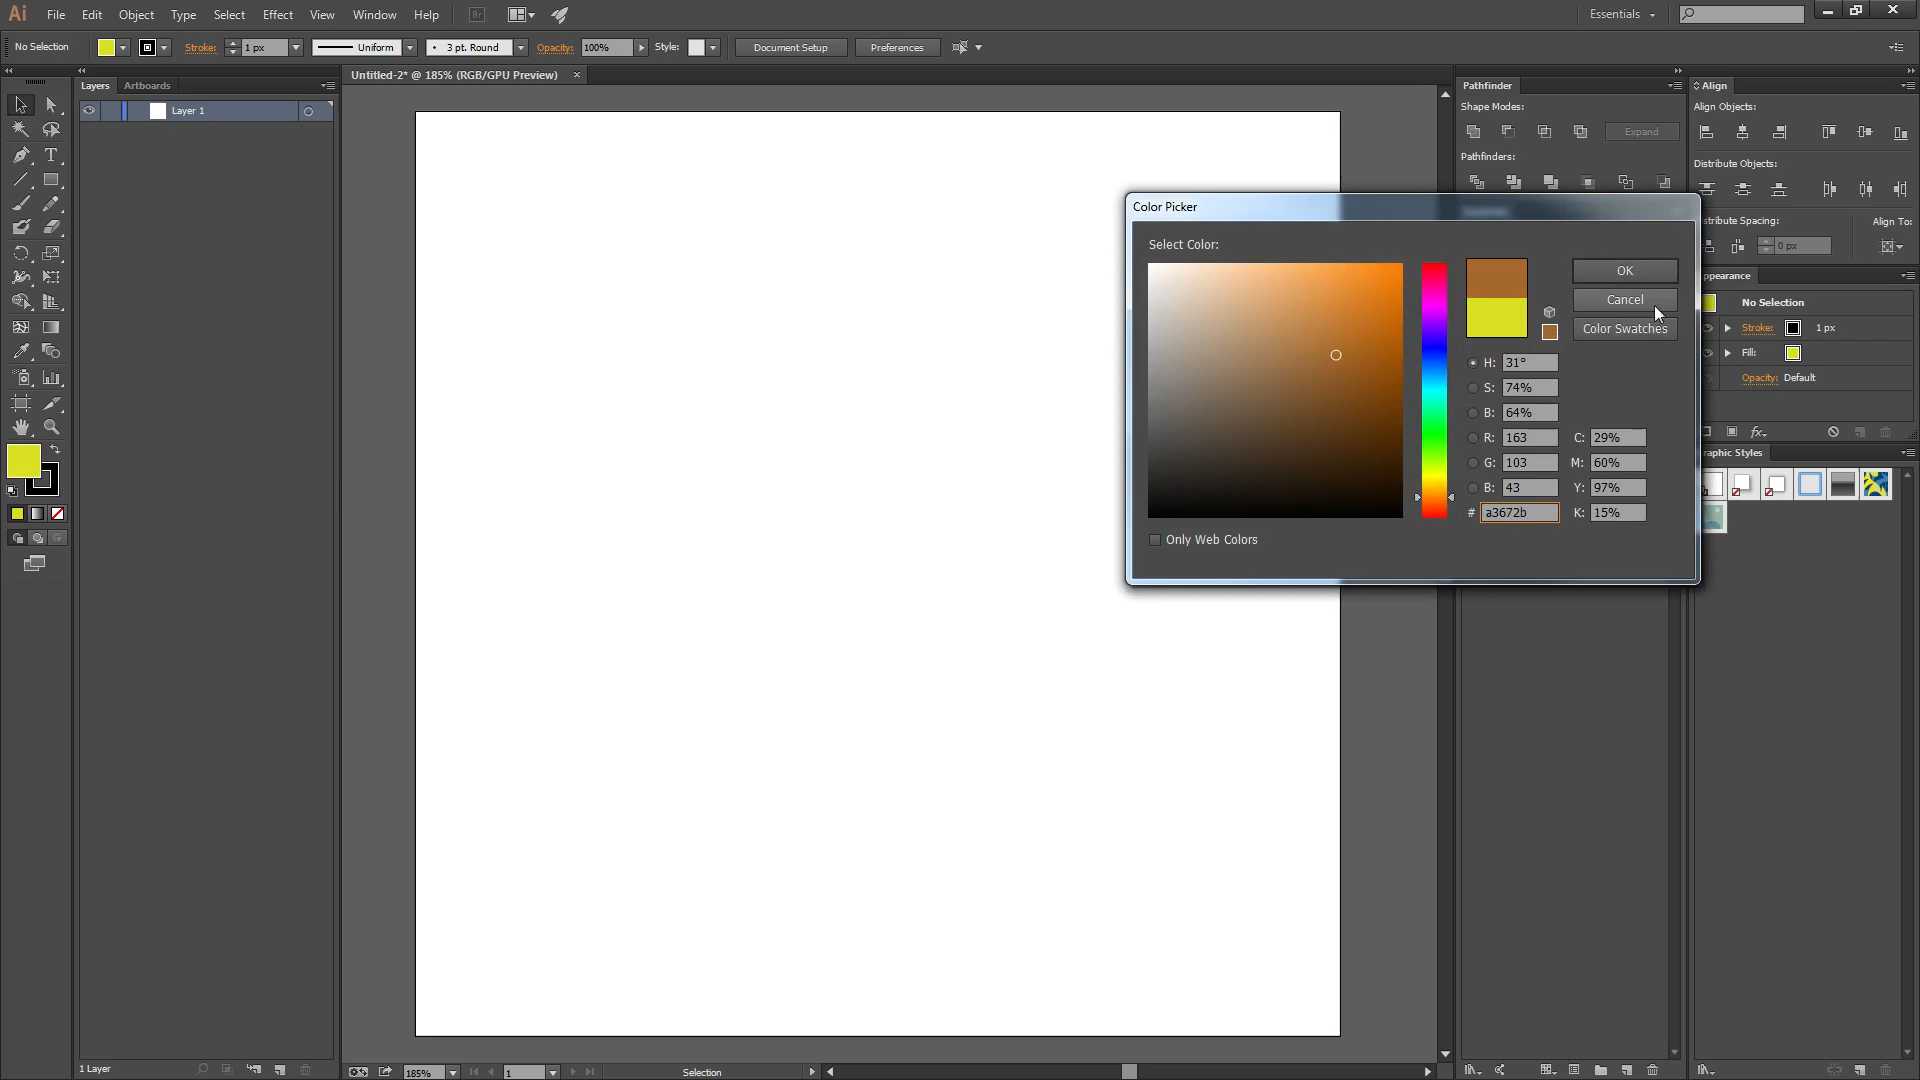 Ai File Edit Object Type Select Effect View Window Help Br Essentials
No Selection Stroke: 1 px Uniform 3 pt. Round Opacity: 100% Style: Document Setup Preferences
Untitled-2* @ 185% (RGB/GPU Preview)
Layers Artboards
Layer 1
Pathfinder
Shape Modes:
Expand
Pathfinders:
Align
Align Objects:
Distribute Objects:
stribute Spacing: Align To:
0 px
Color Picker
Select Color:
OK
Cancel
Color Swatches
H: 31°
S: 74%
B: 64%
R: 163 C: 29%
G: 103 M: 60%
B: 43 Y: 97%
# a3672b K: 15%
Only Web Colors
ppearance
No Selection
Stroke: 1 px
Fill:
Opacity: Default
fx
raphic Styles
1 Layer
185% 1 Selection